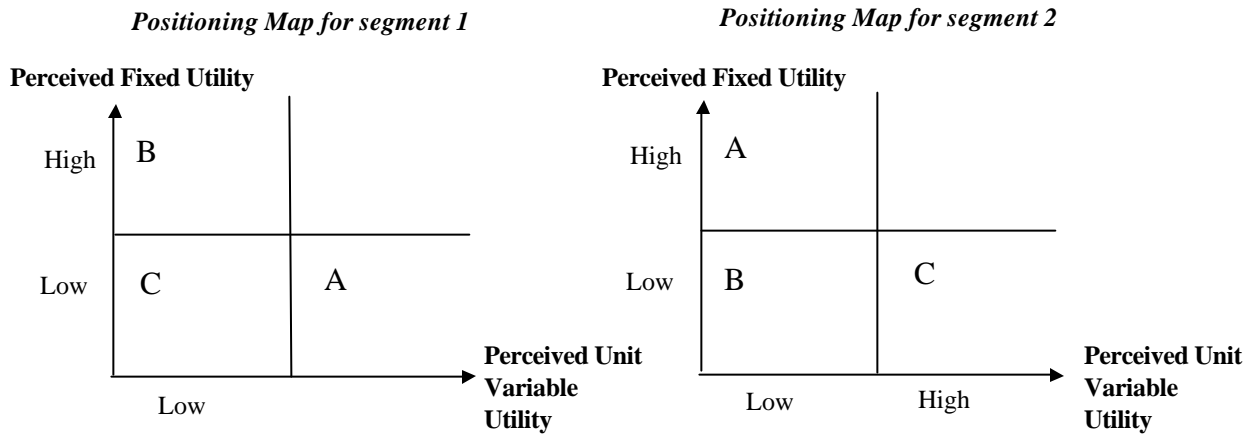 Positioning Map for segment 1
Perceived Fixed Utility
High
B
Low
C
A
Low
Perceived Unit
Variable
Utility
Positioning Map for segment 2
Perceived Fixed Utility
High
A
Low
B
C
Low
High
Perceived Unit
Variable
Utility